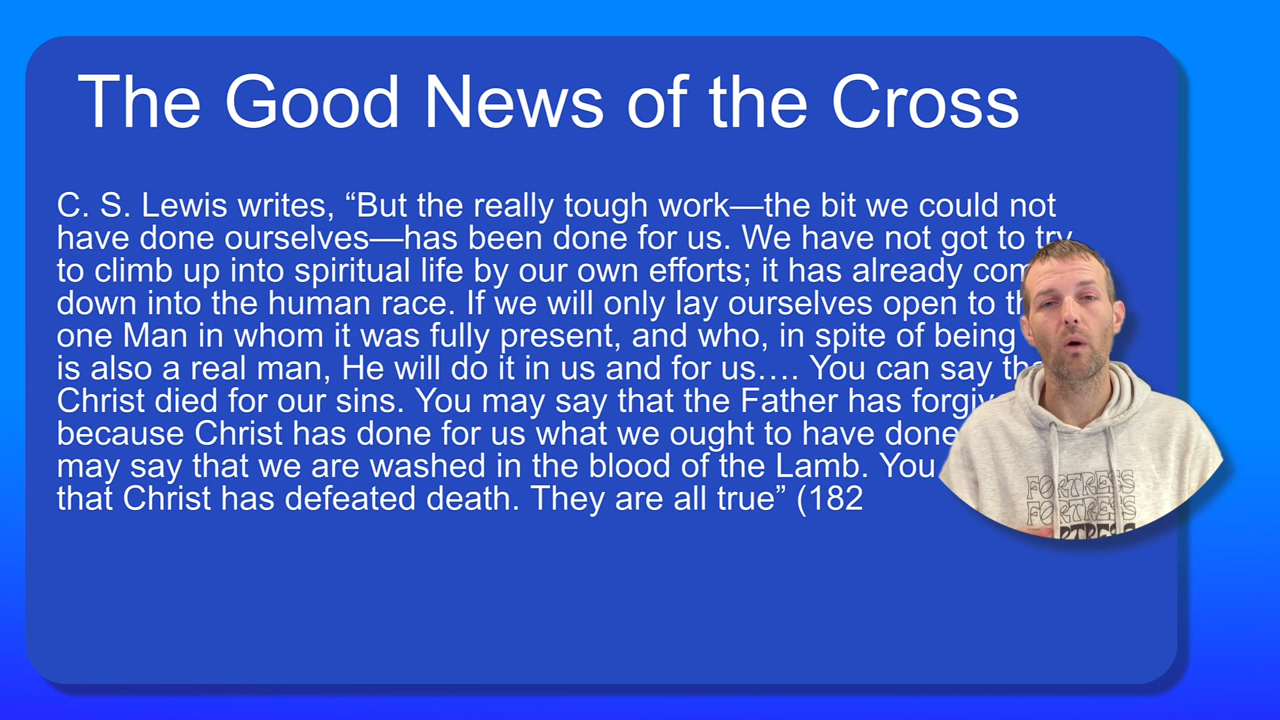 The Good News of the Cross
C. S. Lewis writes, “But the really tough work—the bit we could not
have done ourselves—has been done for us. We have not got to try
to climb up into spiritual life by our own efforts; it has already
down into the human race. If we will only lay ourselves open to
one Man in whom it was fully present, and who, in spite of being
is also a real man, He will do it in us and for us…. You can say
Christ died for our sins. You may say that the Father has
because Christ has done for us what we ought to have done
may say that we are washed in the blood of the Lamb. You
that Christ has defeated death. They are all true” (182
FORTRESS
FORTRESS